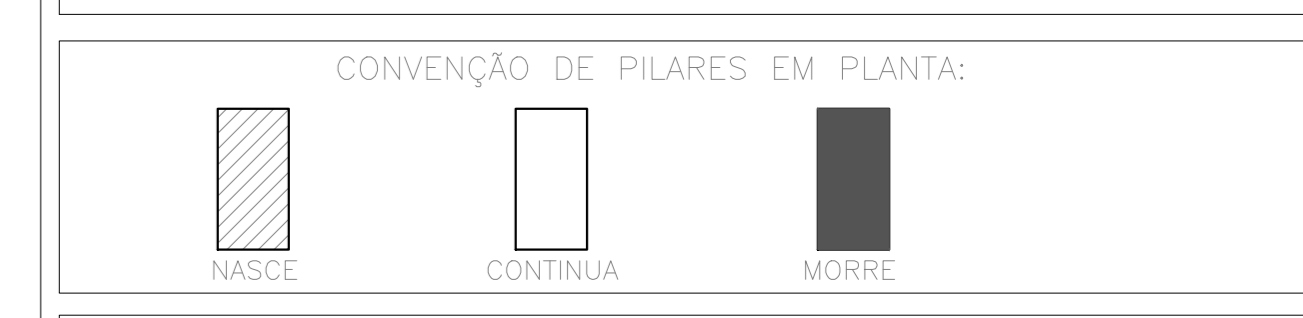 CONVENÇÃO DE PILARES EM PLANTA:
NASCE CONTINUA MORRE